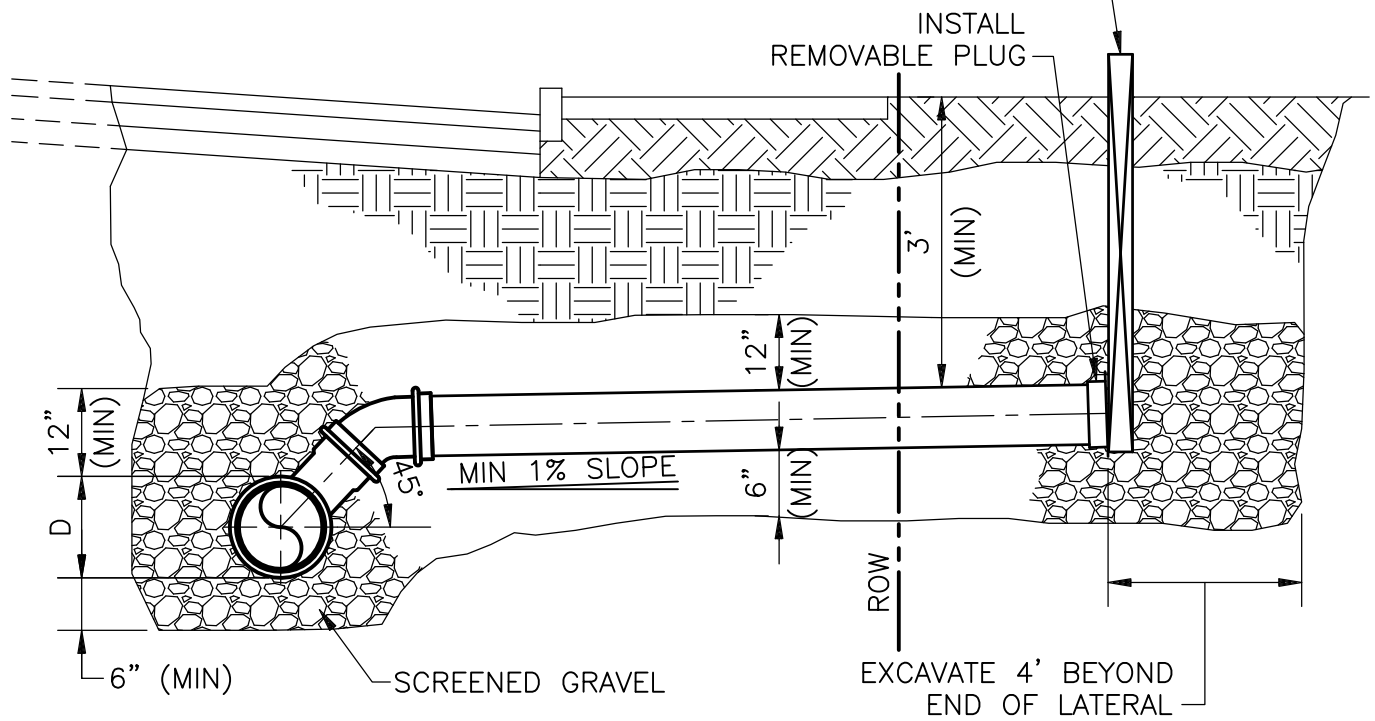 INSTALL
REMOVABLE PLUG
3'
(MIN)
12"
(MIN)
12"
(MIN)
45°
MIN 1% SLOPE
6"
(MIN)
D
ROW
6" (MIN)
SCREENED GRAVEL
EXCAVATE 4' BEYOND
END OF LATERAL